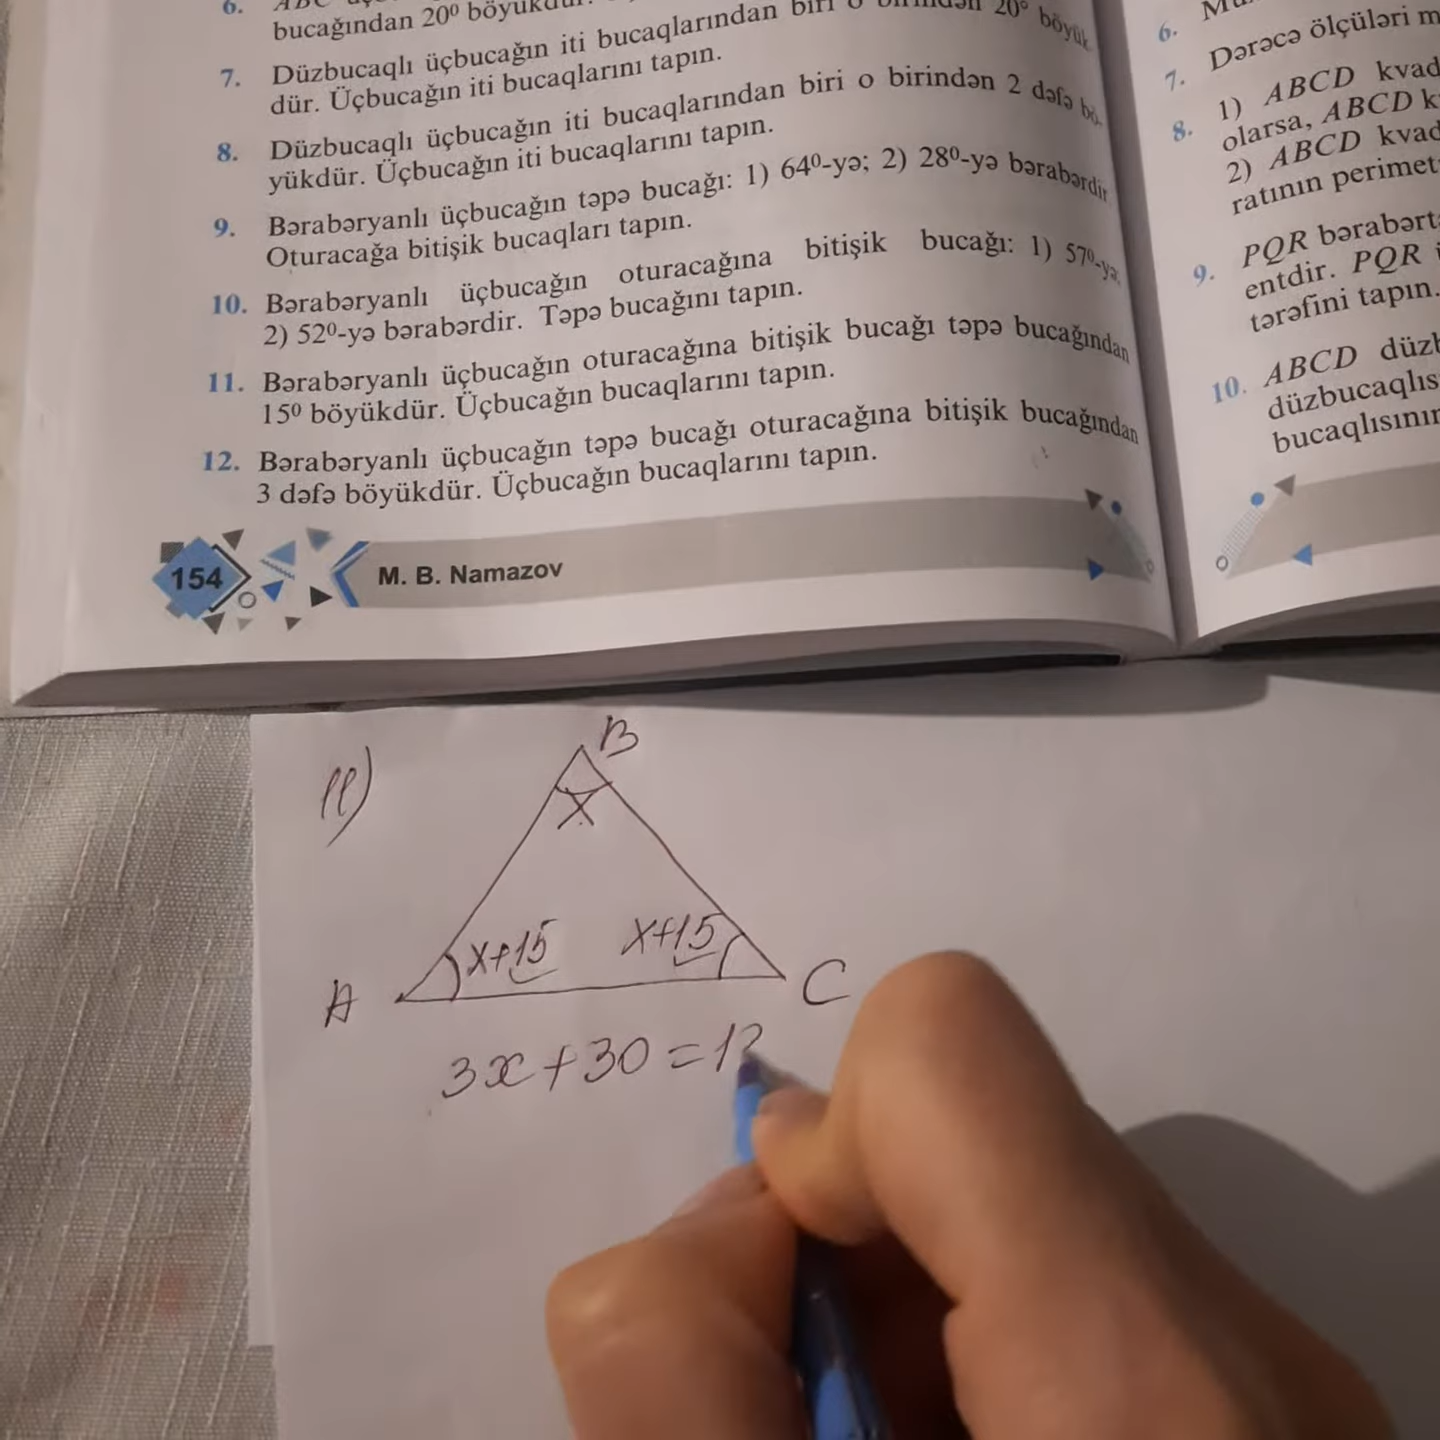 6. ABC
bucağından 20⁰ böyükdür.
7. Düzbucaqlı üçbucağın iti bucaqlarından biri o birindən 20° böyük
dür. Üçbucağın iti bucaqlarını tapın.
8. Düzbucaqlı üçbucağın iti bucaqlarından biri o birindən 2 dəfə bö-
yükdür. Üçbucağın iti bucaqlarını tapın.
9. Bərabəryanlı üçbucağın təpə bucağı: 1) 64⁰-yə; 2) 28⁰-yə bərabərdir
Oturacağa bitişik bucaqları tapın.
10. Bərabəryanlı üçbucağın oturacağına bitişik bucağı: 1) 57⁰-yə,
2) 52⁰-yə bərabərdir. Təpə bucağını tapın.
11. Bərabəryanlı üçbucağın oturacağına bitişik bucağı təpə bucağından
15⁰ böyükdür. Üçbucağın bucaqlarını tapın.
12. Bərabəryanlı üçbucağın təpə bucağı oturacağına bitişik bucağından
3 dəfə böyükdür. Üçbucağın bucaqlarını tapın.
154 M. B. Namazov
6.
7. Dərəcə ölçüləri m
8. 1) ABCD kvad
olarsa, ABCD k
2) ABCD kvad
ratının perimet
9. PQR bərabərt
entdir. PQR
tərəfini tapın.
10. ABCD düzb
düzbucaqlıs
bucaqlısının
11)
B
X
x+15 x+15
A C
3x+30=1